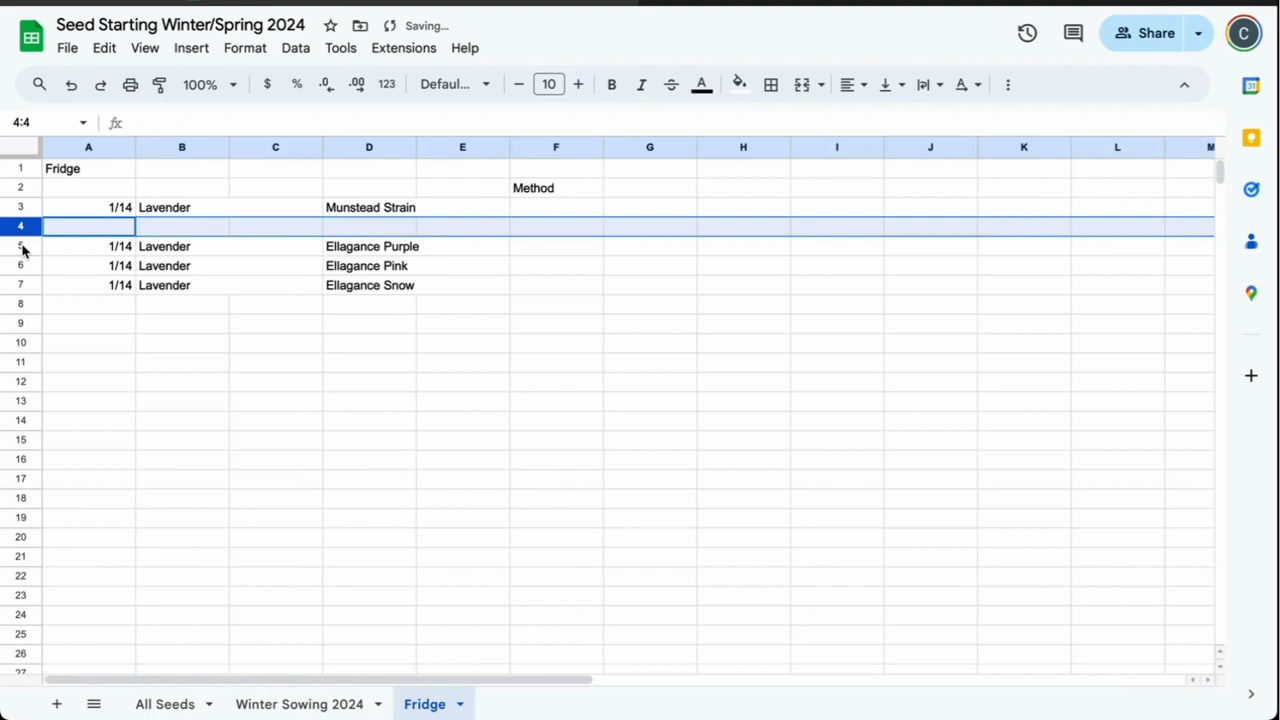 Seed Starting Winter/Spring 2024 Saving...
File Edit View Insert Format Data Tools Extensions Help
Share C
100% $ % .0 .00 123 Defaul... 10 B I A
4:4 fx
A B C D E F G H I J K L M
1 Fridge
2 Method
3 1/14 Lavender Munstead Strain
4
5 1/14 Lavender Ellagance Purple
6 1/14 Lavender Ellagance Pink
7 1/14 Lavender Ellagance Snow
8
9
10
11
12
13
14
15
16
17
18
19
20
21
22
23
24
25
26
27
All Seeds Winter Sowing 2024 Fridge
31